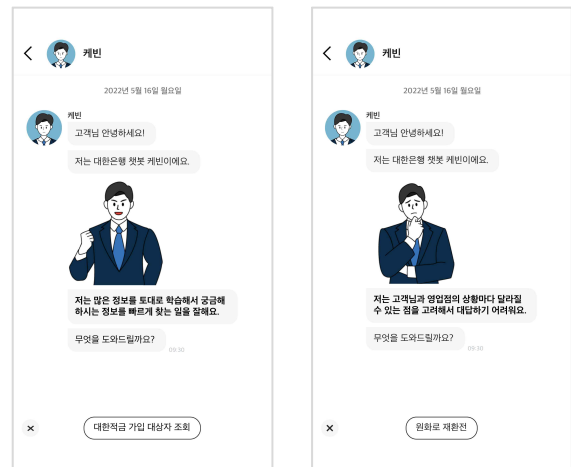 케빈
2022년 5월 16일 월요일
케빈
고객님 안녕하세요!
저는 대한은행 챗봇 케빈이에요.
저는 많은 정보를 토대로 학습해서 궁금해
하시는 정보를 빠르게 찾는 일을 잘해요.
무엇을 도와드릴까요?
09:30
대한적금 가입 대상자 조회
케빈
2022년 5월 16일 월요일
케빈
고객님 안녕하세요!
저는 대한은행 챗봇 케빈이에요.
저는 고객님과 영업점의 상황마다 달라질
수 있는 점을 고려해서 대답하기 어려워요.
무엇을 도와드릴까요?
09:30
원화로 재환전